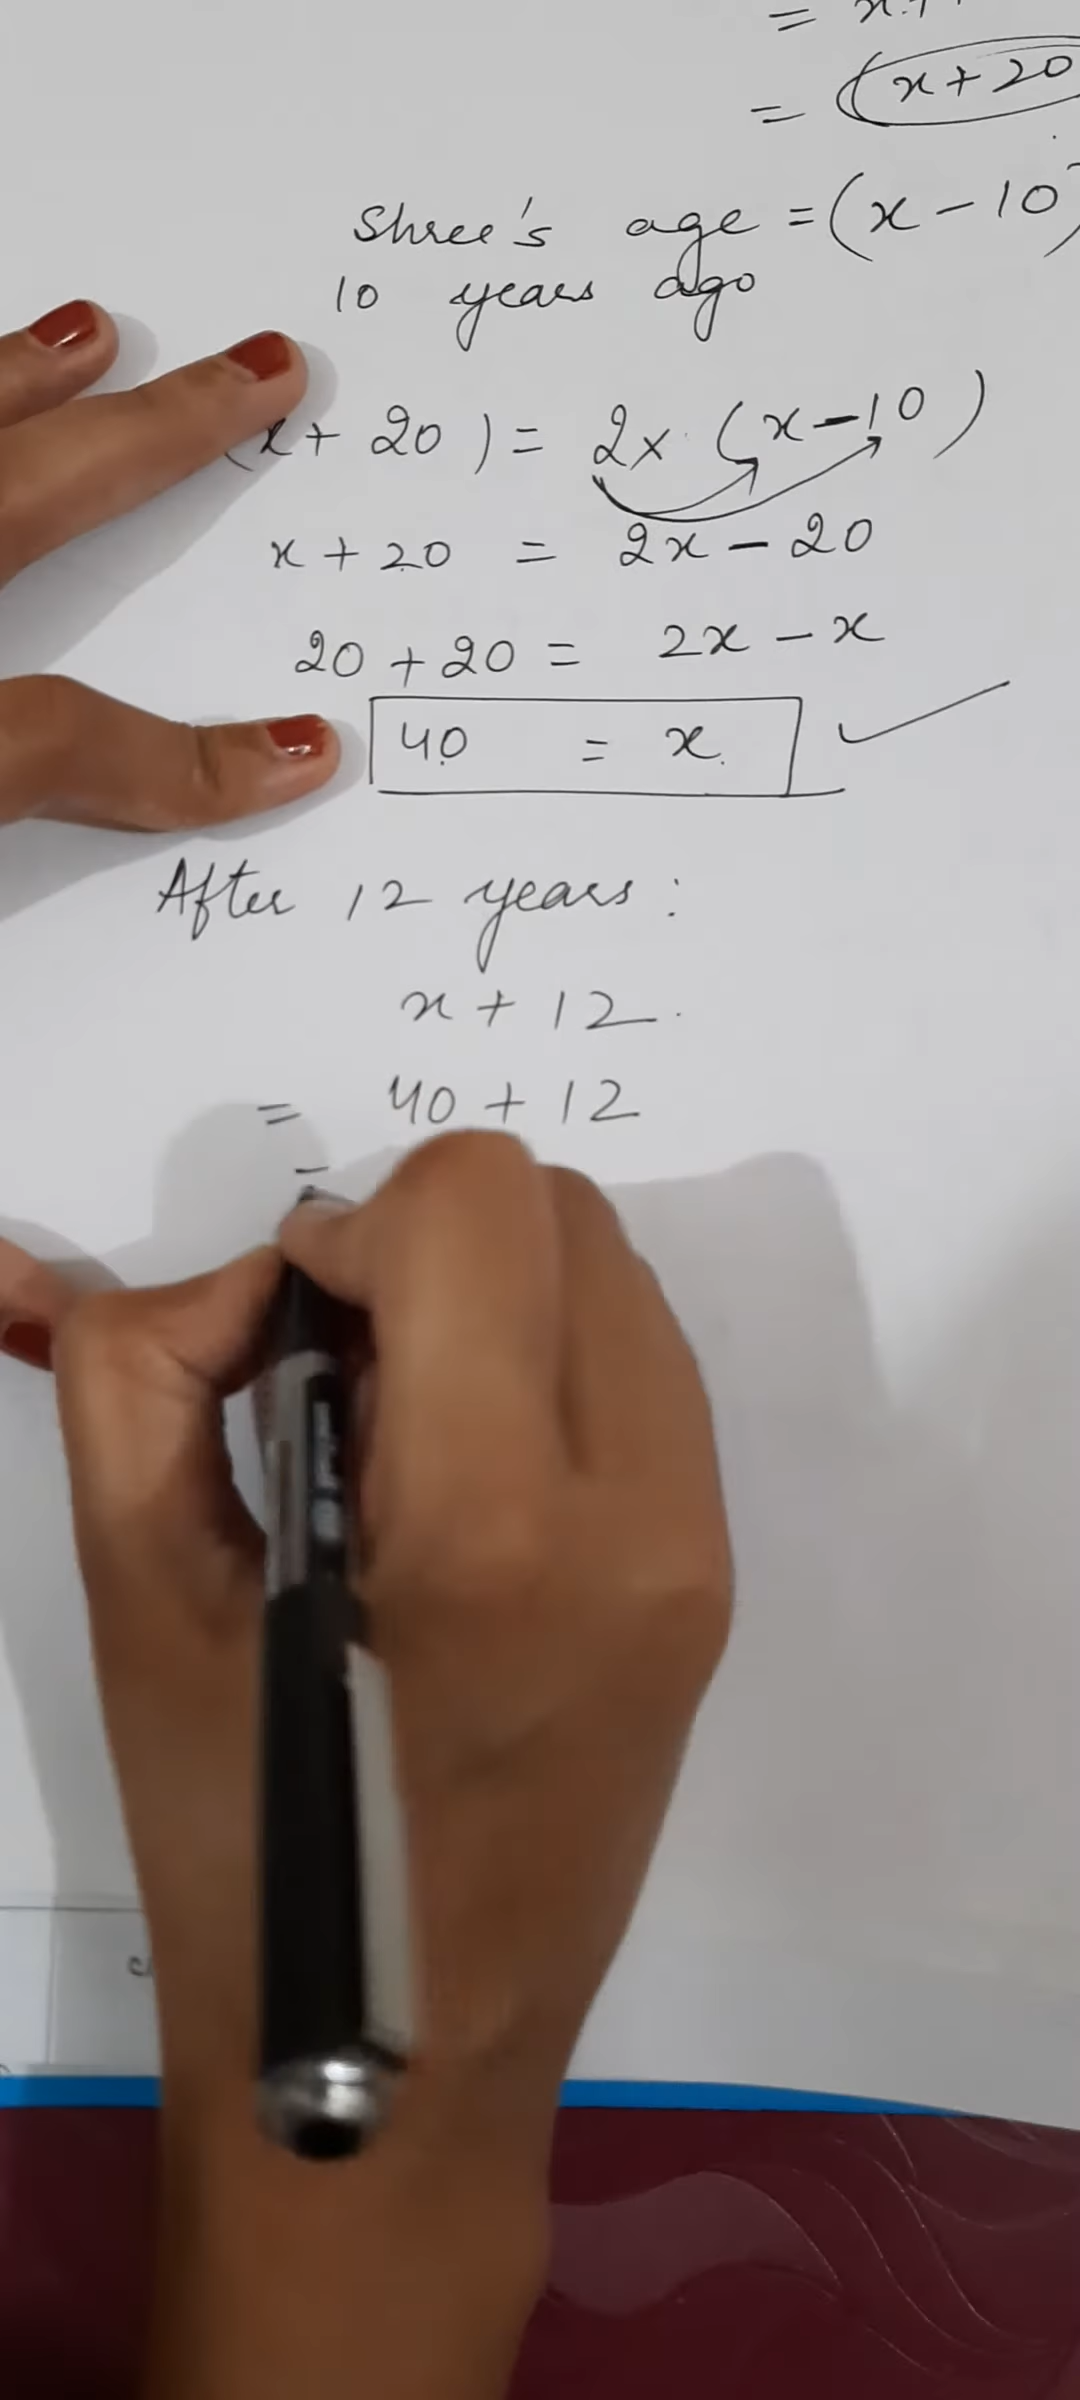 = x +
= (x + 20
Shree's age = (x - 10)
10 years ago
(x + 20) = 2x (x - 10)
x + 20 = 2x - 20
20 + 20 = 2x - x
40 = x
After 12 years:
x + 12
= 40 + 12
=